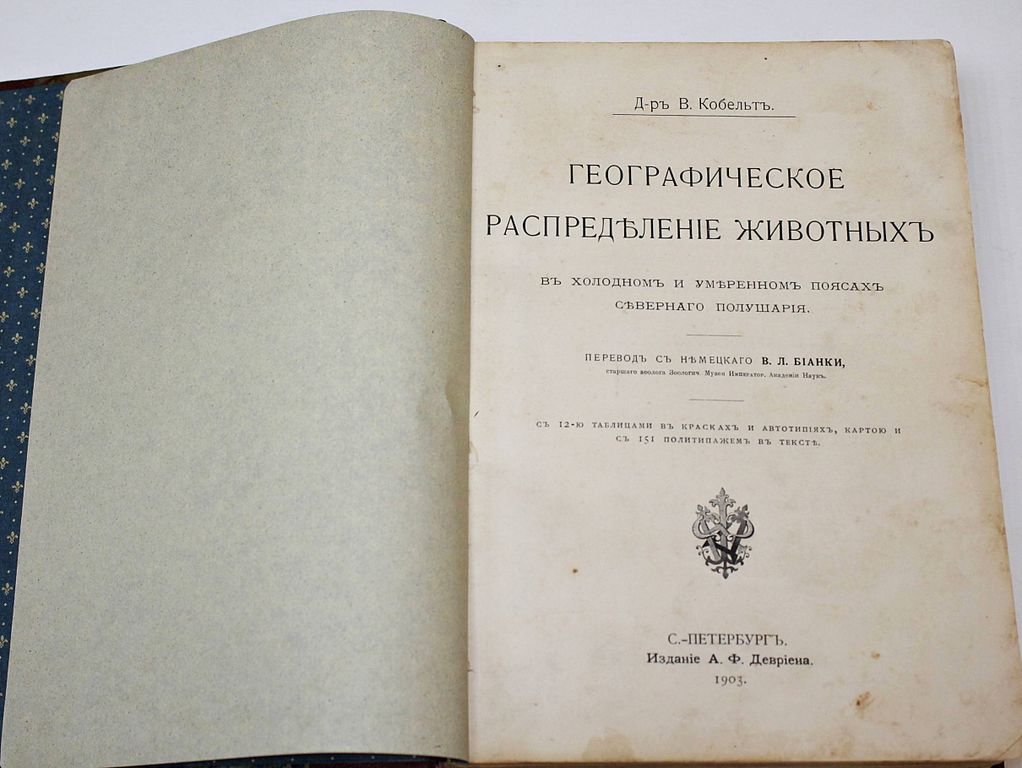 Д-ръ В. Кобельтъ.
ГЕОГРАФИЧЕСКОЕ
РАСПРЕДѢЛЕНІЕ ЖИВОТНЫХЪ
ВЪ ХОЛОДНОМЪ И УМѢРЕННОМЪ ПОЯСАХЪ
СѢВЕРНАГО ПОЛУШАРІЯ.
ПЕРЕВОДЪ СЪ НѢМЕЦКАГО В. Л. БІАНКИ,
старшаго зоолога Зоологич. Музея Император. Академіи Наукъ.
СЪ 12-Ю ТАБЛИЦАМИ ВЪ КРАСКАХЪ И АВТОТИПІЯХЪ, КАРТОЮ И
СЪ 151 ПОЛИТИПАЖЕМЪ ВЪ ТЕКСТѢ.
С.-ПЕТЕРБУРГЪ.
Изданіе А. Ф. Девріена.
1903.